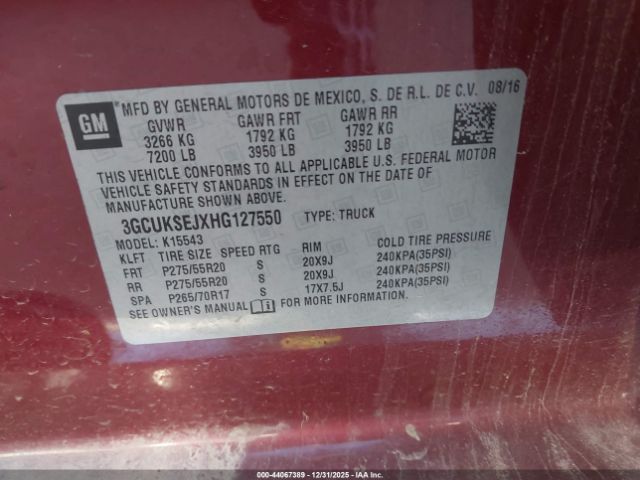 GM
MFD BY GENERAL MOTORS DE MEXICO, S. DE R.L. DE C.V. 08/16
GVWR GAWR FRT GAWR RR
3266 KG 1792 KG 1792 KG
7200 LB 3950 LB 3950 LB
THIS VEHICLE CONFORMS TO ALL APPLICABLE U.S. FEDERAL MOTOR
VEHICLE SAFETY STANDARDS IN EFFECT ON THE DATE OF
MANUFACTURE SHOWN ABOVE.
3GCUKSEJXHG127550 TYPE: TRUCK
MODEL: K15543
KLFT TIRE SIZE SPEED RTG RIM COLD TIRE PRESSURE
FRT P275/55R20 S 20X9J 240KPA(35PSI)
RR P275/55R20 S 20X9J 240KPA(35PSI)
SPA P265/70R17 S 17X7.5J 240KPA(35PSI)
SEE OWNER'S MANUAL FOR MORE INFORMATION.
000-44067389 - 12/31/2025 - IAAI.COM